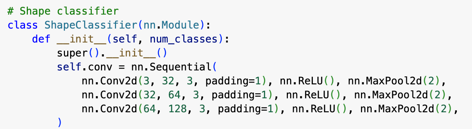 # Shape classifier
class ShapeClassifier(nn.Module):
    def __init__(self, num_classes):
        super().__init__()
        self.conv = nn.Sequential(
            nn.Conv2d(3, 32, 3, padding=1), nn.ReLU(), nn.MaxPool2d(2),
            nn.Conv2d(32, 64, 3, padding=1), nn.ReLU(), nn.MaxPool2d(2),
            nn.Conv2d(64, 128, 3, padding=1), nn.ReLU(), nn.MaxPool2d(2),
        )